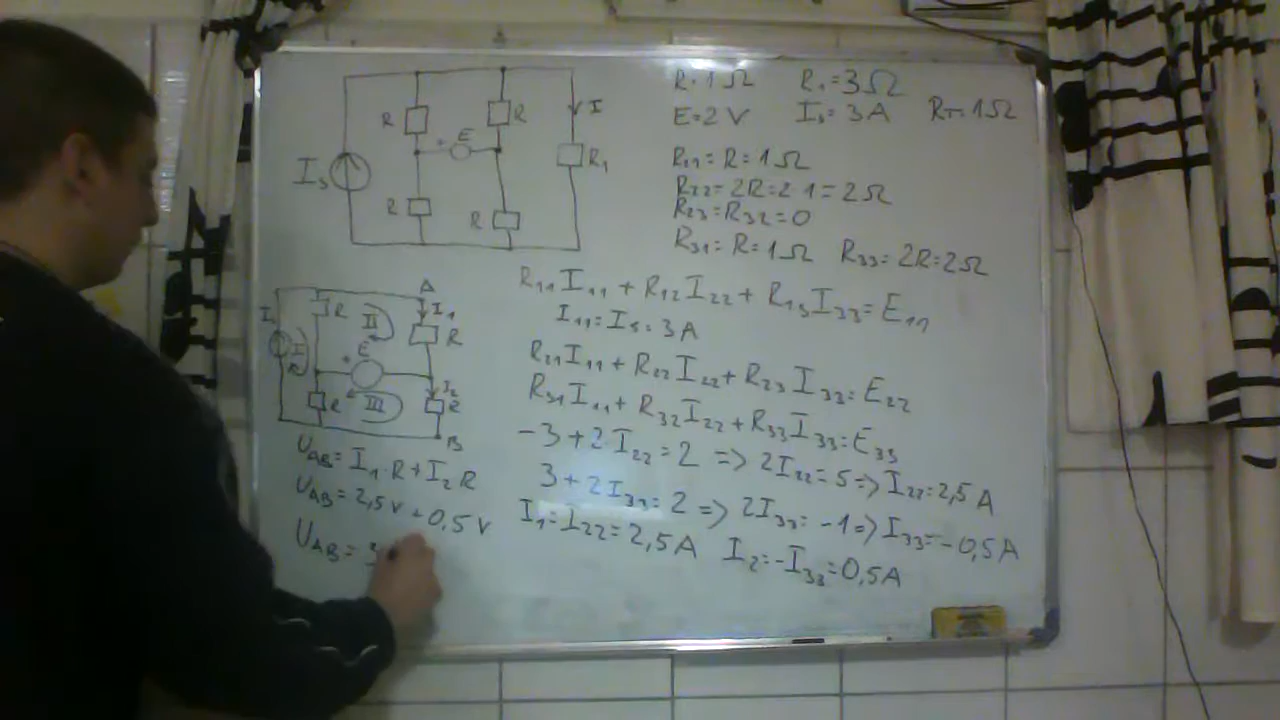 R=1Ω R₁=3Ω
E=2V Iₛ=3A R_T=1Ω
R I
R E + R₁
Iₛ
R R
R₁₁=R=1Ω
R₂₂=2R=2·1=2Ω
R₂₃=R₃₂=0
R₃₁=R=1Ω R₃₃=2R=2Ω
R₁₁I₁₁+R₁₂I₂₂+R₁₃I₃₃=E₁₁
I₁₁=Iₛ=3A
R₂₁I₁₁+R₂₂I₂₂+R₂₃I₃₃=E₂₂
R₃₁I₁₁+R₃₂I₂₂+R₃₃I₃₃=E₃₃
-3+2I₂₂=2 => 2I₂₂=5 => I₂₂=2,5A
3+2I₃₃=2 => 2I₃₃=-1 => I₃₃=-0,5A
I₁=I₂₂=2,5A I₂=-I₃₃=0,5A
A
R II I₁
R
I + E
I₂
R III R
B
U_AB=I₁·R+I₂R
U_AB=2,5V+0,5V
U_AB=3